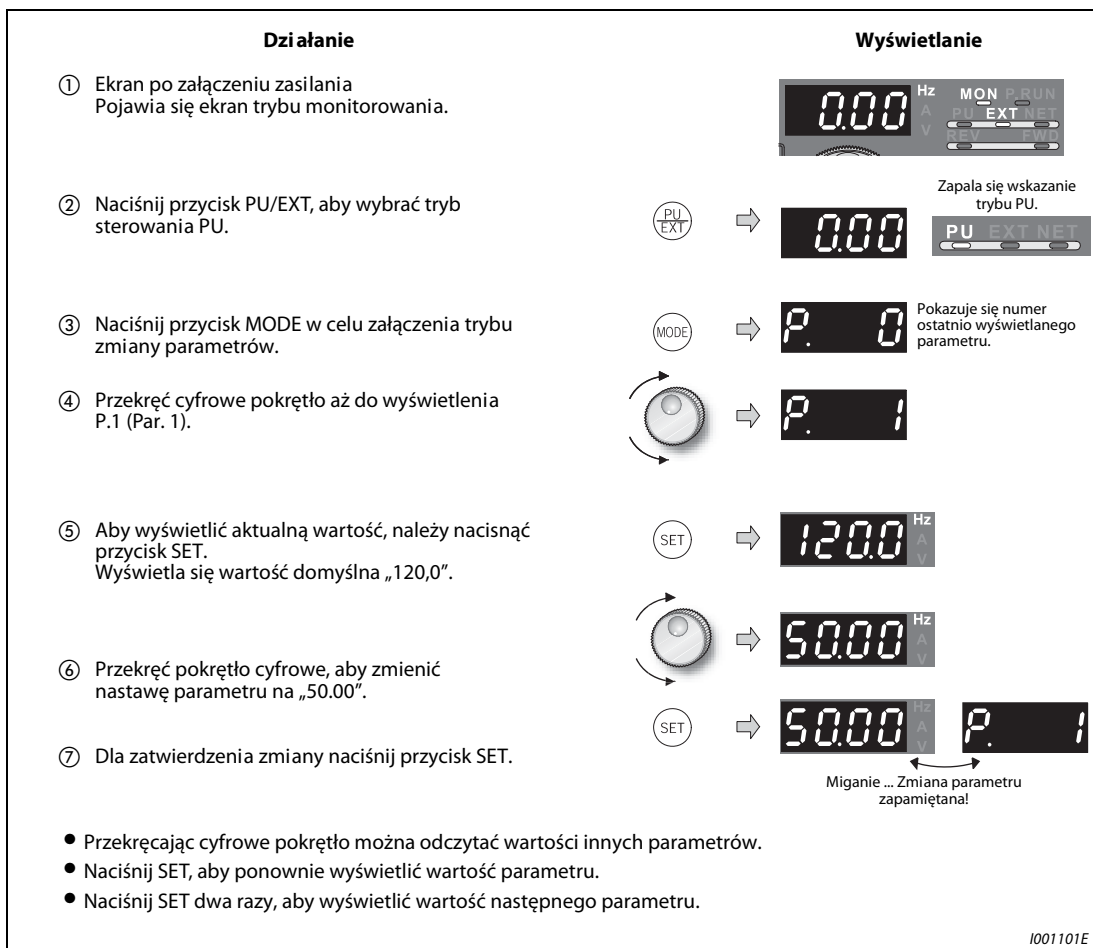 Działanie
Wyświetlanie
① Ekran po załączeniu zasilania
Pojawia się ekran trybu monitorowania.
0.00 Hz A V MON P.RUN
PU EXT NET
REV FWD
② Naciśnij przycisk PU/EXT, aby wybrać tryb
sterowania PU.
PU
EXT
0.00
Zapala się wskazanie
trybu PU.
PU EXT NET
③ Naciśnij przycisk MODE w celu załączenia trybu
zmiany parametrów.
MODE
P. 0
Pokazuje się numer
ostatnio wyświetlanego
parametru.
④ Przekręć cyfrowe pokrętło aż do wyświetlenia
P.1 (Par. 1).
P. 1
⑤ Aby wyświetlić aktualną wartość, należy nacisnąć
przycisk SET.
Wyświetla się wartość domyślna „120,0”.
SET
120.0 Hz A V
⑥ Przekręć pokrętło cyfrowe, aby zmienić
nastawę parametru na „50.00”.
50.00 Hz A V
⑦ Dla zatwierdzenia zmiany naciśnij przycisk SET.
SET
50.00 Hz A V
P. 1
Miganie ... Zmiana parametru
zapamiętana!
● Przekręcając cyfrowe pokrętło można odczytać wartości innych parametrów.
● Naciśnij SET, aby ponownie wyświetlić wartość parametru.
● Naciśnij SET dwa razy, aby wyświetlić wartość następnego parametru.
I001101E